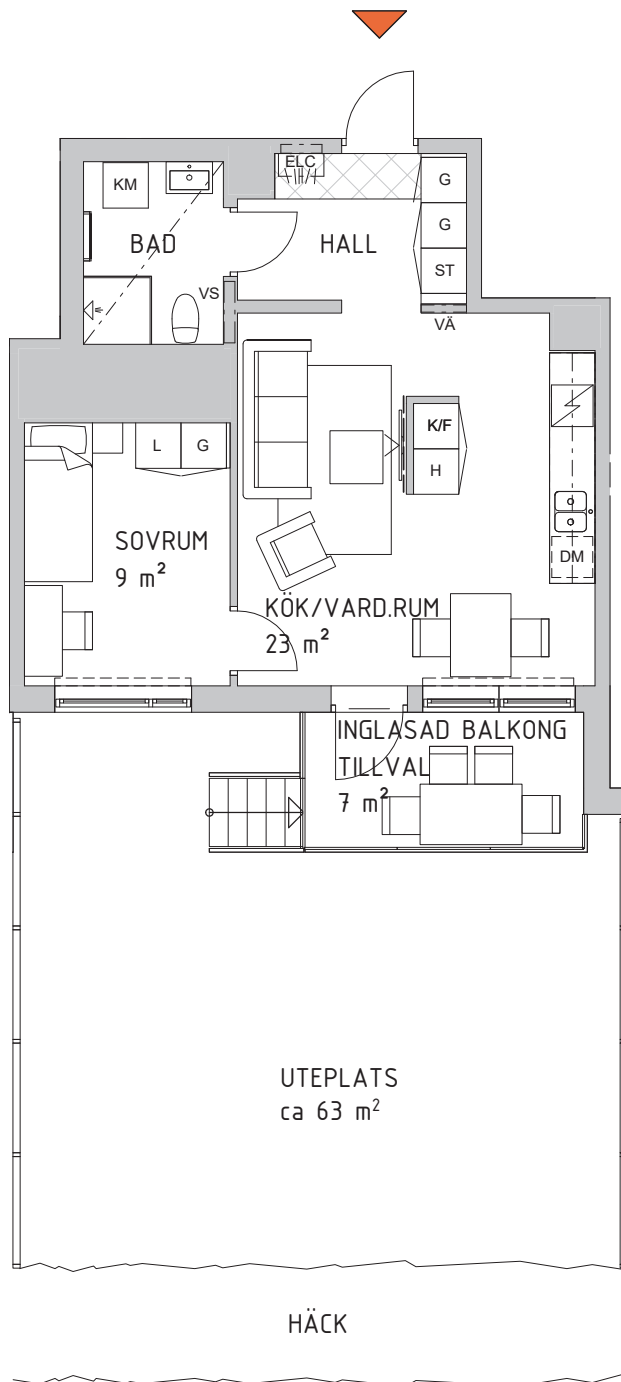 ELC
G
KM
G
BAD
HALL
ST
VS
VÄ
K/F
L
G
H
SOVRUM
9 m²
DM
KÖK/VARD.RUM
23 m²
INGLASAD BALKONG
TILLVAL
7 m²
UTEPLATS
ca 63 m²
HÄCK